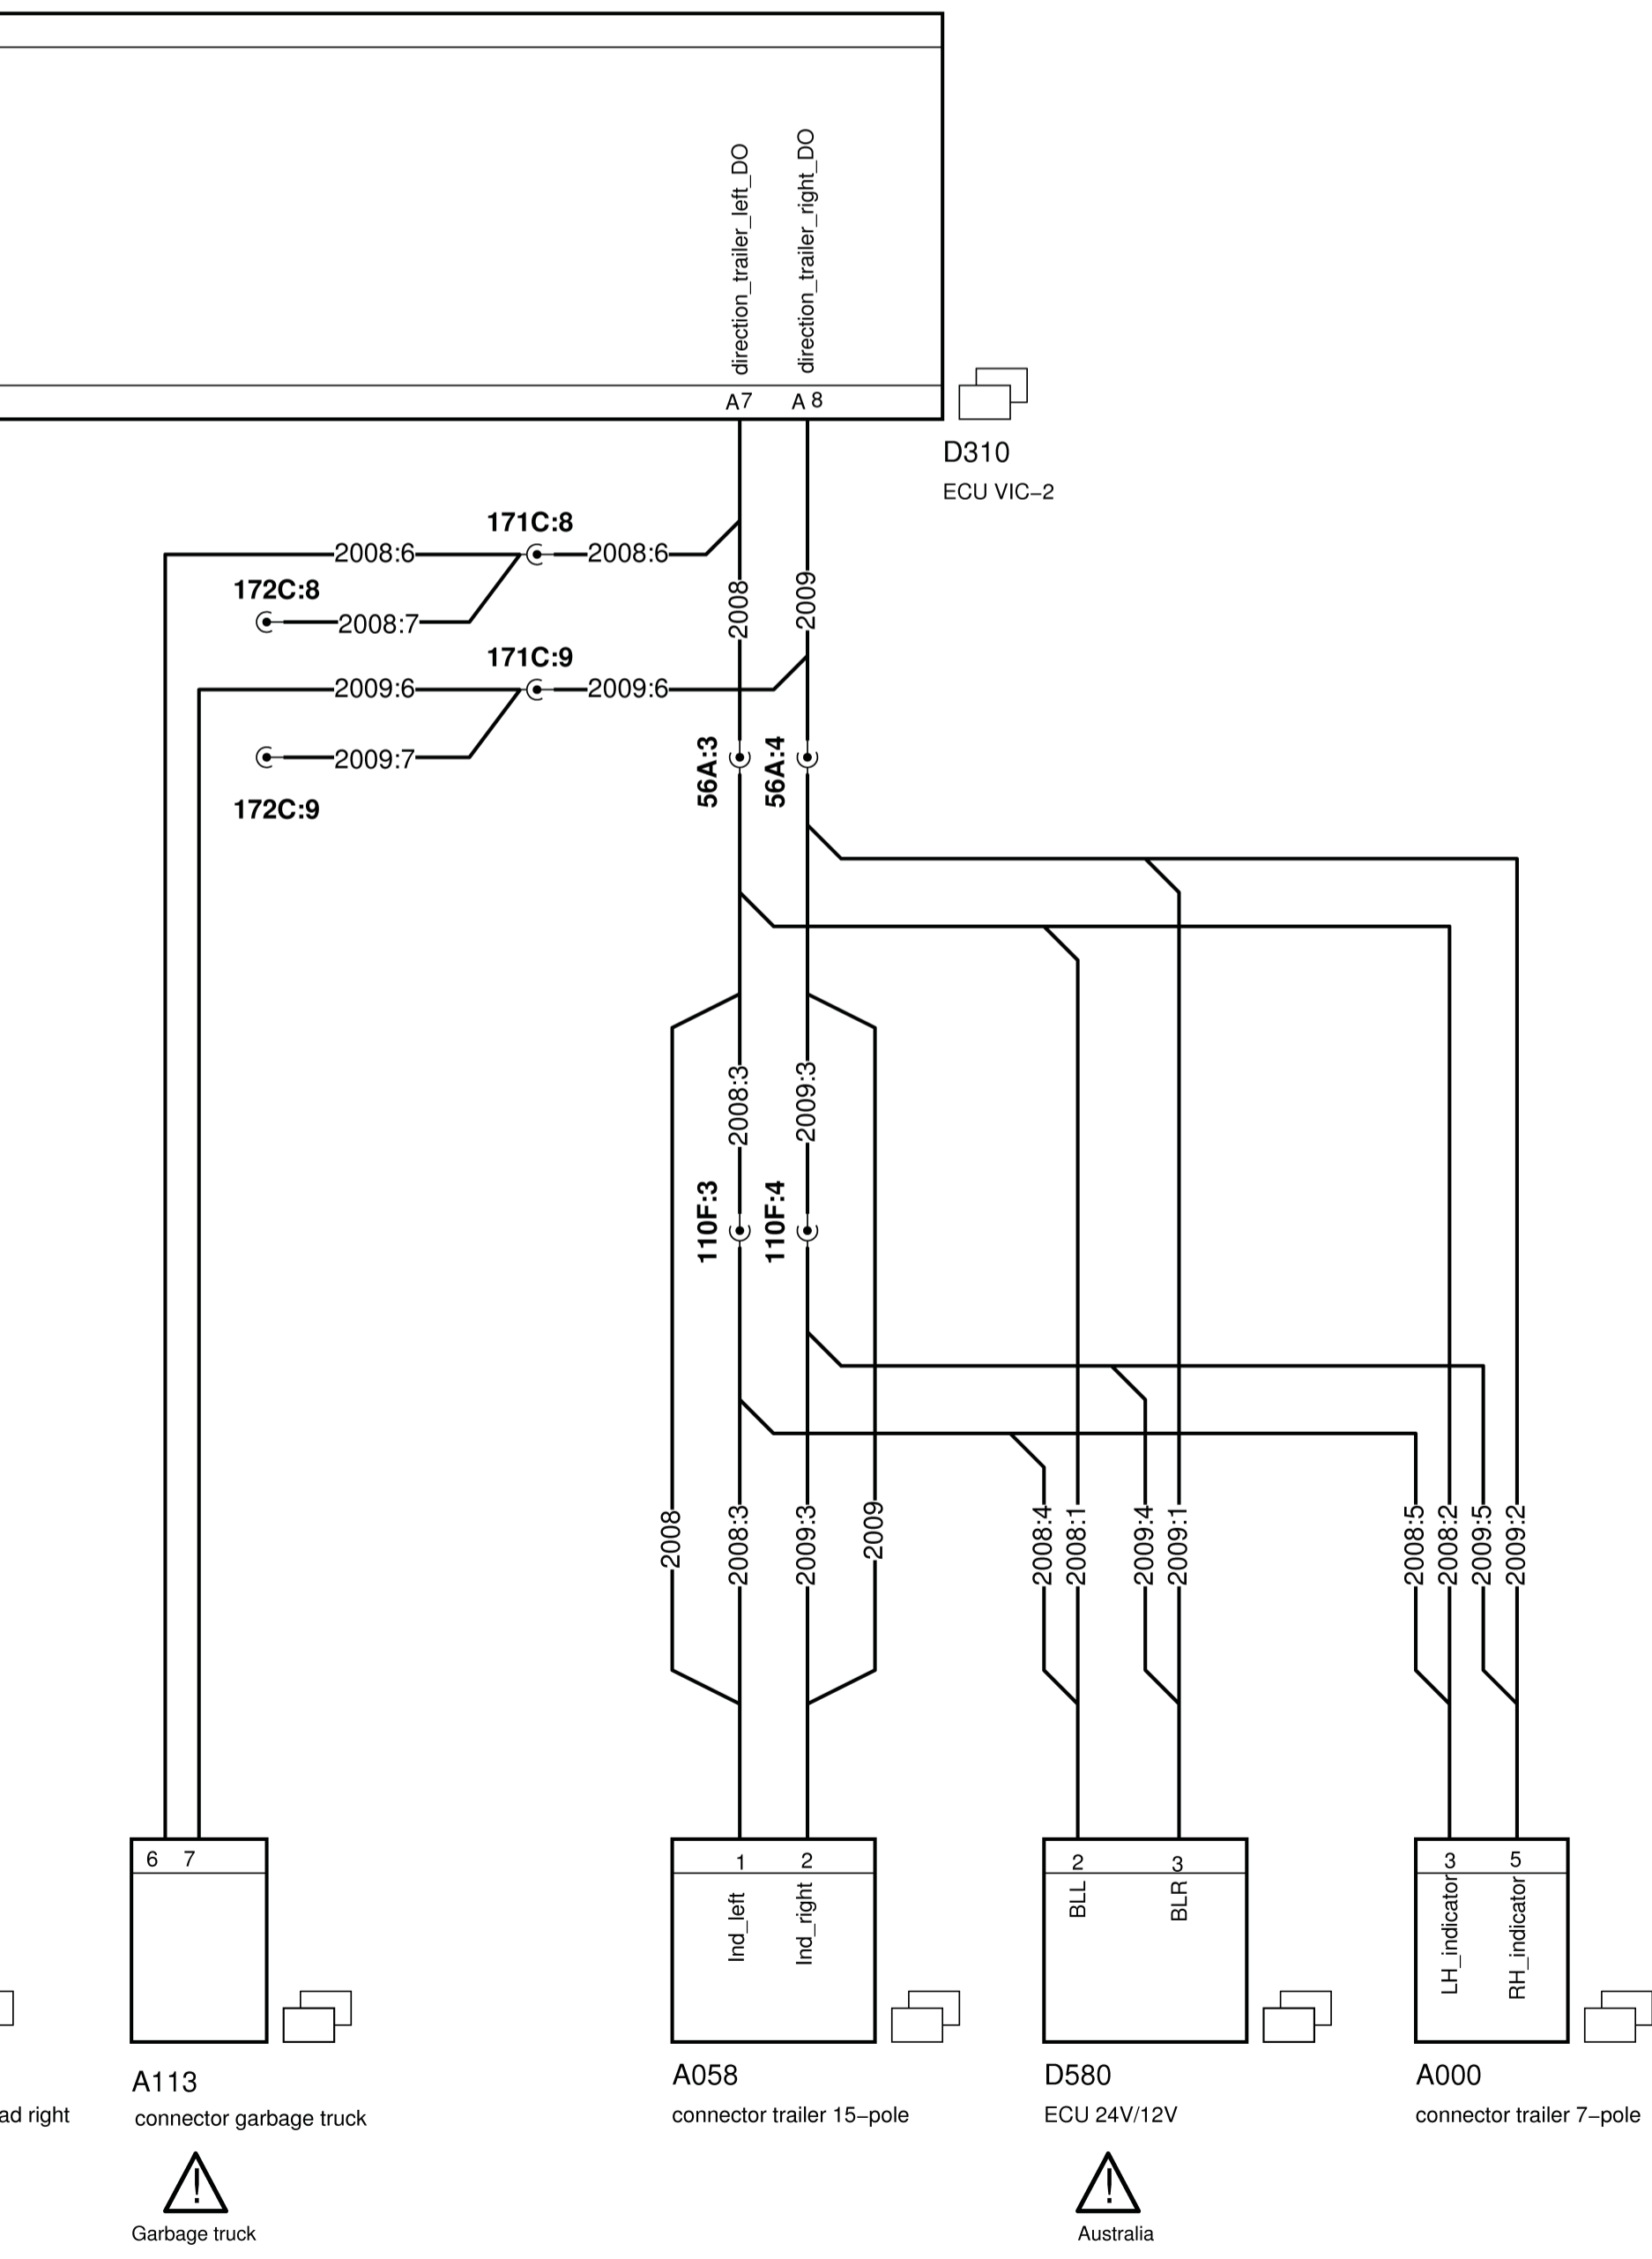 direction_trailer_left_DO
direction_trailer_right_DO
A7
A 8
D310
ECU VIC−2
171C:8
2008:6
2008:6
172C:8
2008:7
2008
2009
171C:9
2009:6
2009:6
2009:7
172C:9
56A:3
56A:4
2008:3
2009:3
110F:3
110F:4
2008
2008:3
2009:3
2009
2008:4
2008:1
2009:4
2009:1
2008:5
2008:2
2009:5
2009:2
6
7
1
2
2
3
3
5
Ind_left
Ind_right
BLL
BLR
LH_indicator
RH_indicator
A113
A058
D580
A000
ad right
connector garbage truck
connector trailer 15−pole
ECU 24V/12V
connector trailer 7−pole
!
!
Garbage truck
Australia